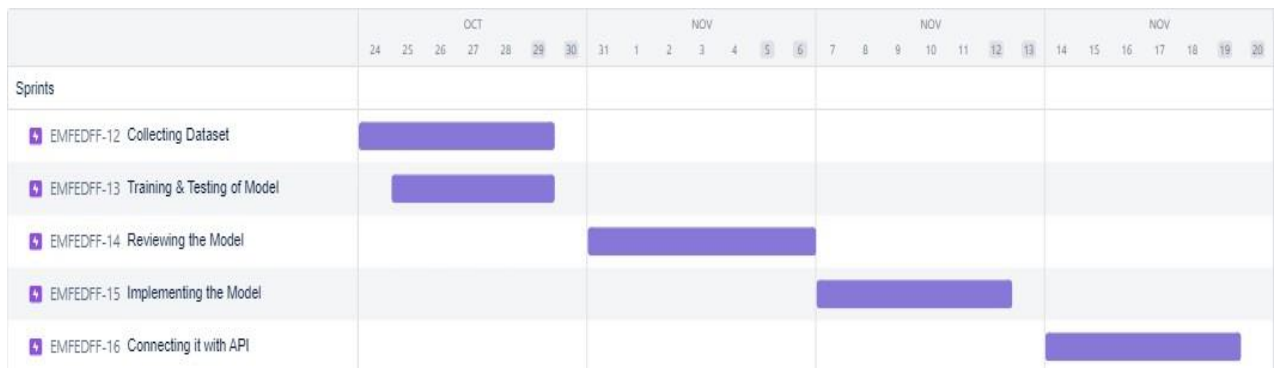 OCT NOV NOV NOV
24 25 26 27 28 29 30 31 1 2 3 4 5 6 7 8 9 10 11 12 13 14 15 16 17 18 19 20
Sprints
EMFEDFF-12 Collecting Dataset
EMFEDFF-13 Training & Testing of Model
EMFEDFF-14 Reviewing the Model
EMFEDFF-15 Implementing the Model
EMFEDFF-16 Connecting it with API